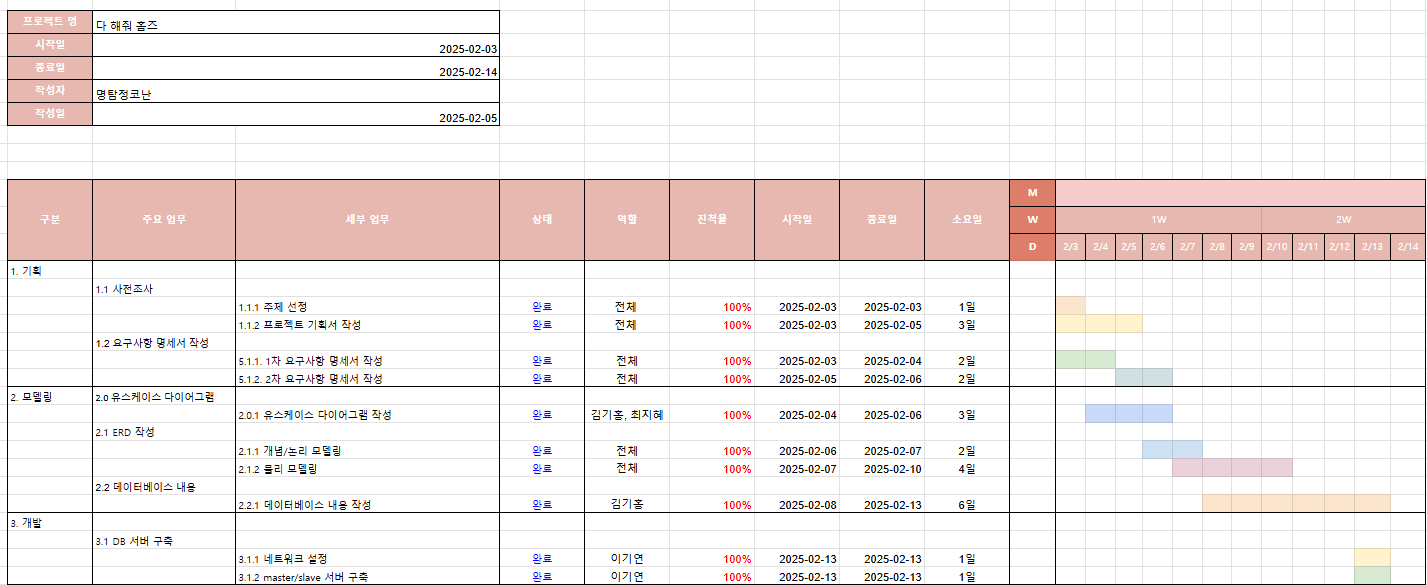 프로젝트 명 다 해줘 홈즈
시작일 2025-02-03
종료일 2025-02-14
작성자 명탐정코난
작성일 2025-02-05
구분 주요 업무 세부 업무 상태 역할 진척율 시작일 종료일 소요일 M
W 1W 2W
D 2/3 2/4 2/5 2/6 2/7 2/8 2/9 2/10 2/11 2/12 2/13 2/14
1. 기획
1.1 사전조사
1.1.1 주제 선정 완료 전체 100% 2025-02-03 2025-02-03 1일
1.1.2 프로젝트 기획서 작성 완료 전체 100% 2025-02-03 2025-02-05 3일
1.2 요구사항 명세서 작성
5.1.1. 1차 요구사항 명세서 작성 완료 전체 100% 2025-02-03 2025-02-04 2일
5.1.2. 2차 요구사항 명세서 작성 완료 전체 100% 2025-02-05 2025-02-06 2일
2. 모델링 2.0 유스케이스 다이어그램
2.0.1 유스케이스 다이어그램 작성 완료 김기홍, 최지혜 100% 2025-02-04 2025-02-06 3일
2.1 ERD 작성
2.1.1 개념/논리 모델링 완료 전체 100% 2025-02-06 2025-02-07 2일
2.1.2 물리 모델링 완료 전체 100% 2025-02-07 2025-02-10 4일
2.2 데이터베이스 내용
2.2.1 데이터베이스 내용 작성 완료 김기홍 100% 2025-02-08 2025-02-13 6일
3. 개발
3.1 DB 서버 구축
3.1.1 네트워크 설정 완료 이기연 100% 2025-02-13 2025-02-13 1일
3.1.2 master/slave 서버 구축 완료 이기연 100% 2025-02-13 2025-02-13 1일